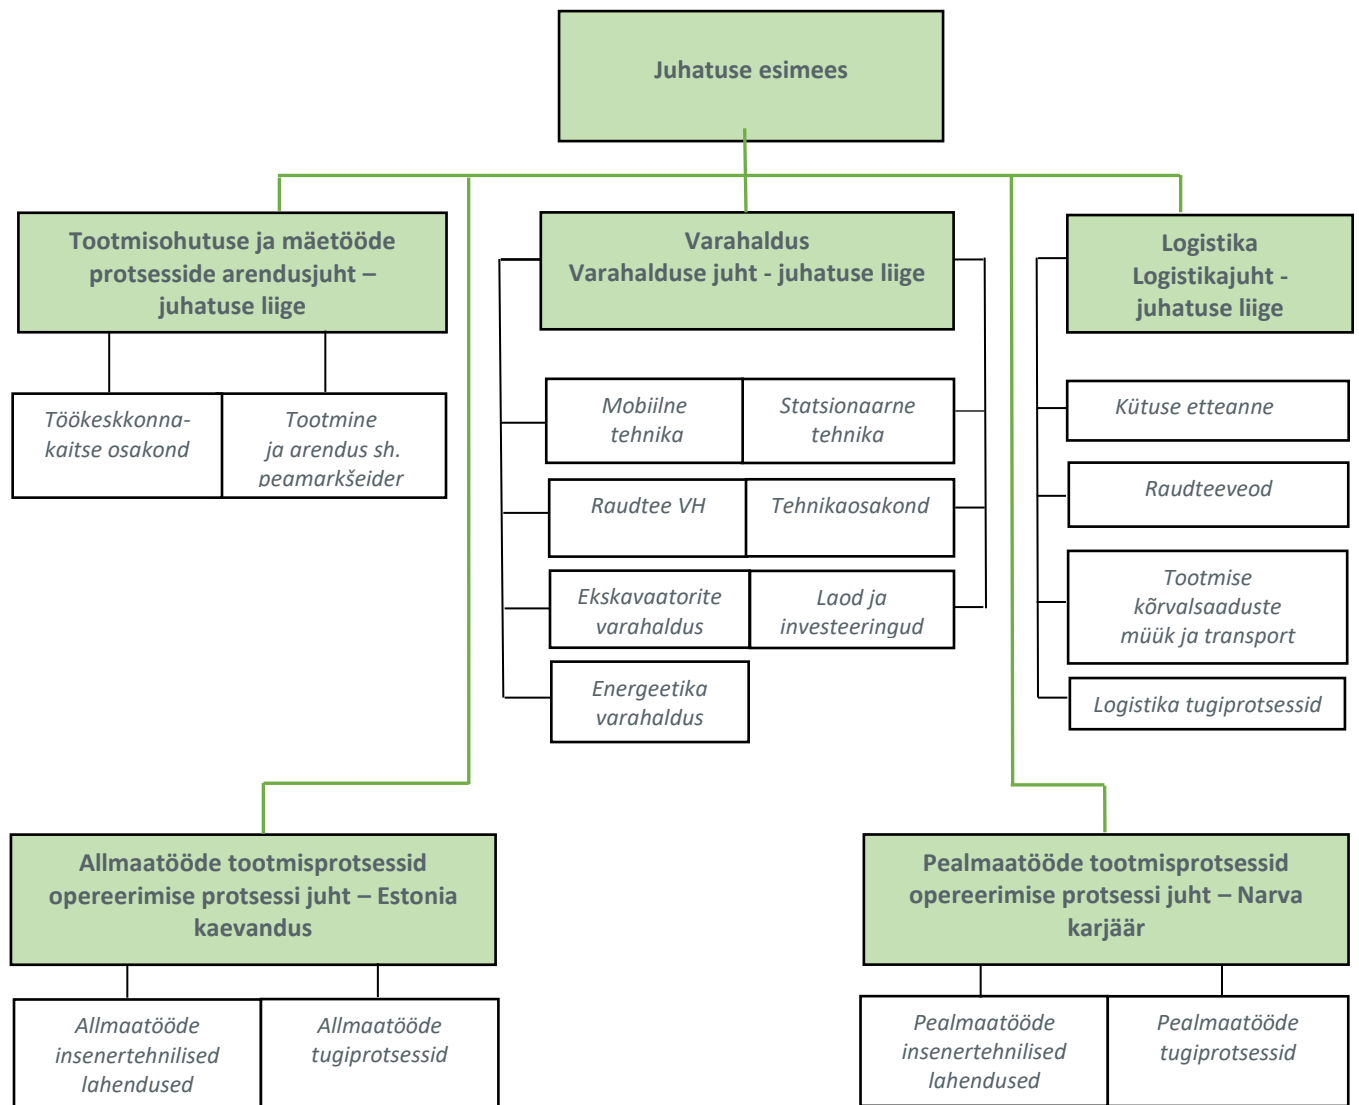 Juhatuse esimees
Tootmisohutuse ja mäetööde
protsesside arendusjuht –
juhatuse liige
Varahaldus
Varahalduse juht - juhatuse liige
Logistika
Logistikajuht -
juhatuse liige
Töökeskkonna-
kaitse osakond
Tootmine
ja arendus sh.
peamarkšeider
Mobiilne
tehnika
Statsionaarne
tehnika
Raudtee VH
Tehnikaosakond
Ekskavaatorite
varahaldus
Laod ja
investeeringud
Energeetika
varahaldus
Kütuse etteanne
Raudteeveod
Tootmise
kõrvalsaaduste
müük ja transport
Logistika tugiprotsessid
Allmaatööde tootmisprotsessid
opereerimise protsessi juht – Estonia
kaevandus
Pealmaatööde tootmisprotsessid
opereerimise protsessi juht – Narva
karjäär
Allmaatööde
insenertehnilised
lahendused
Allmaatööde
tugiprotsessid
Pealmaatööde
insenertehnilised
lahendused
Pealmaatööde
tugiprotsessid